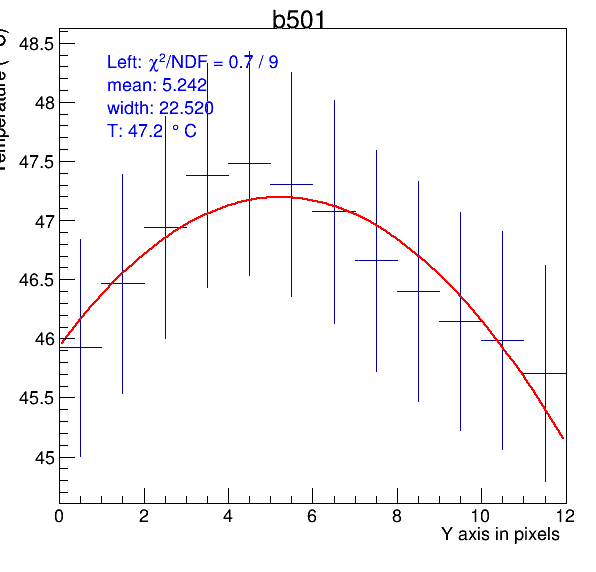 b501
Left: χ²/NDF = 0.7 / 9
mean: 5.242
width: 22.520
T: 47.2 ° C
Temperature (°C)
48.5
48
47.5
47
46.5
46
45.5
45
0 2 4 6 8 10 12
Y axis in pixels